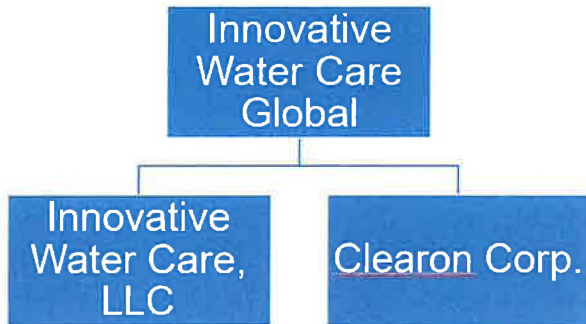 Innovative
Water Care
Global
Innovative
Water Care,
LLC
Clearon Corp.